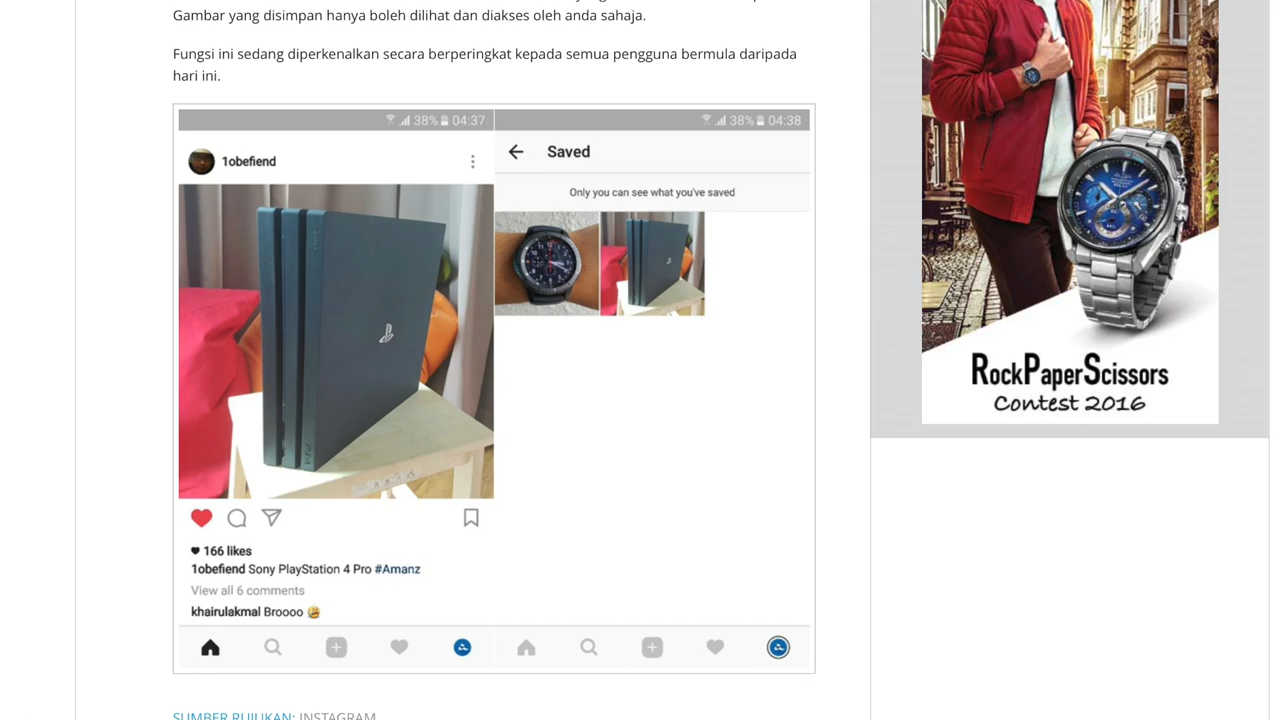 Gambar yang disimpan hanya boleh dilihat dan diakses oleh anda sahaja.
Fungsi ini sedang diperkenalkan secara berperingkat kepada semua pengguna bermula daripada
hari ini.
38% 04:37
1obefiend
166 likes
1obefiend Sony PlayStation 4 Pro #Amanz
View all 6 comments
khairulakmal Broooo 😂
38% 04:38
Saved
Only you can see what you've saved
SUMBER RUJUKAN: INSTAGRAM
RockPaperScissors
Contest 2016